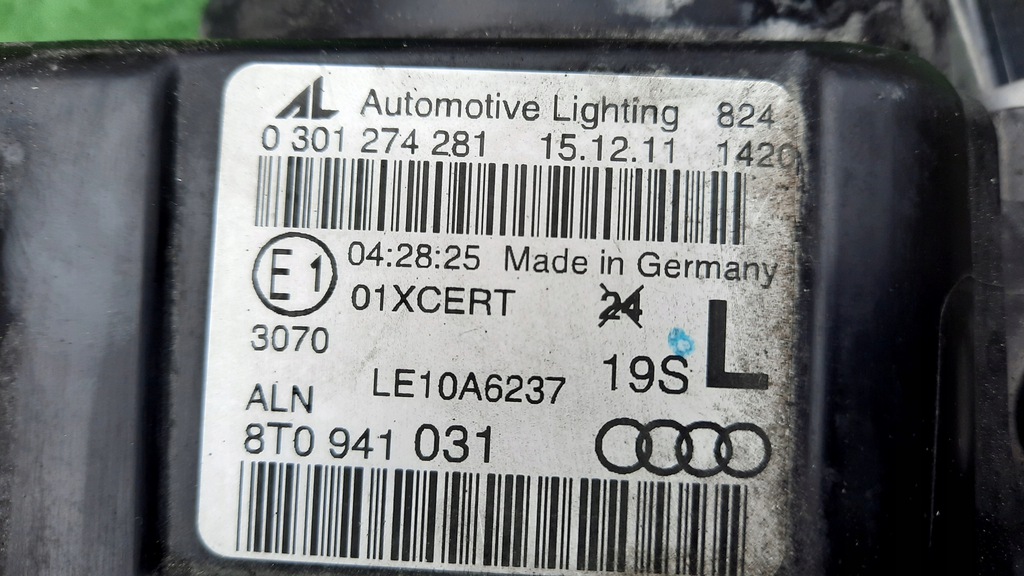 AL Automotive Lighting 824
0 301 274 281 15.12.11 1420
E1 04:28:25 Made in Germany
01XCERT 24
3070 L
19S
ALN LE10A6237
8T0 941 031